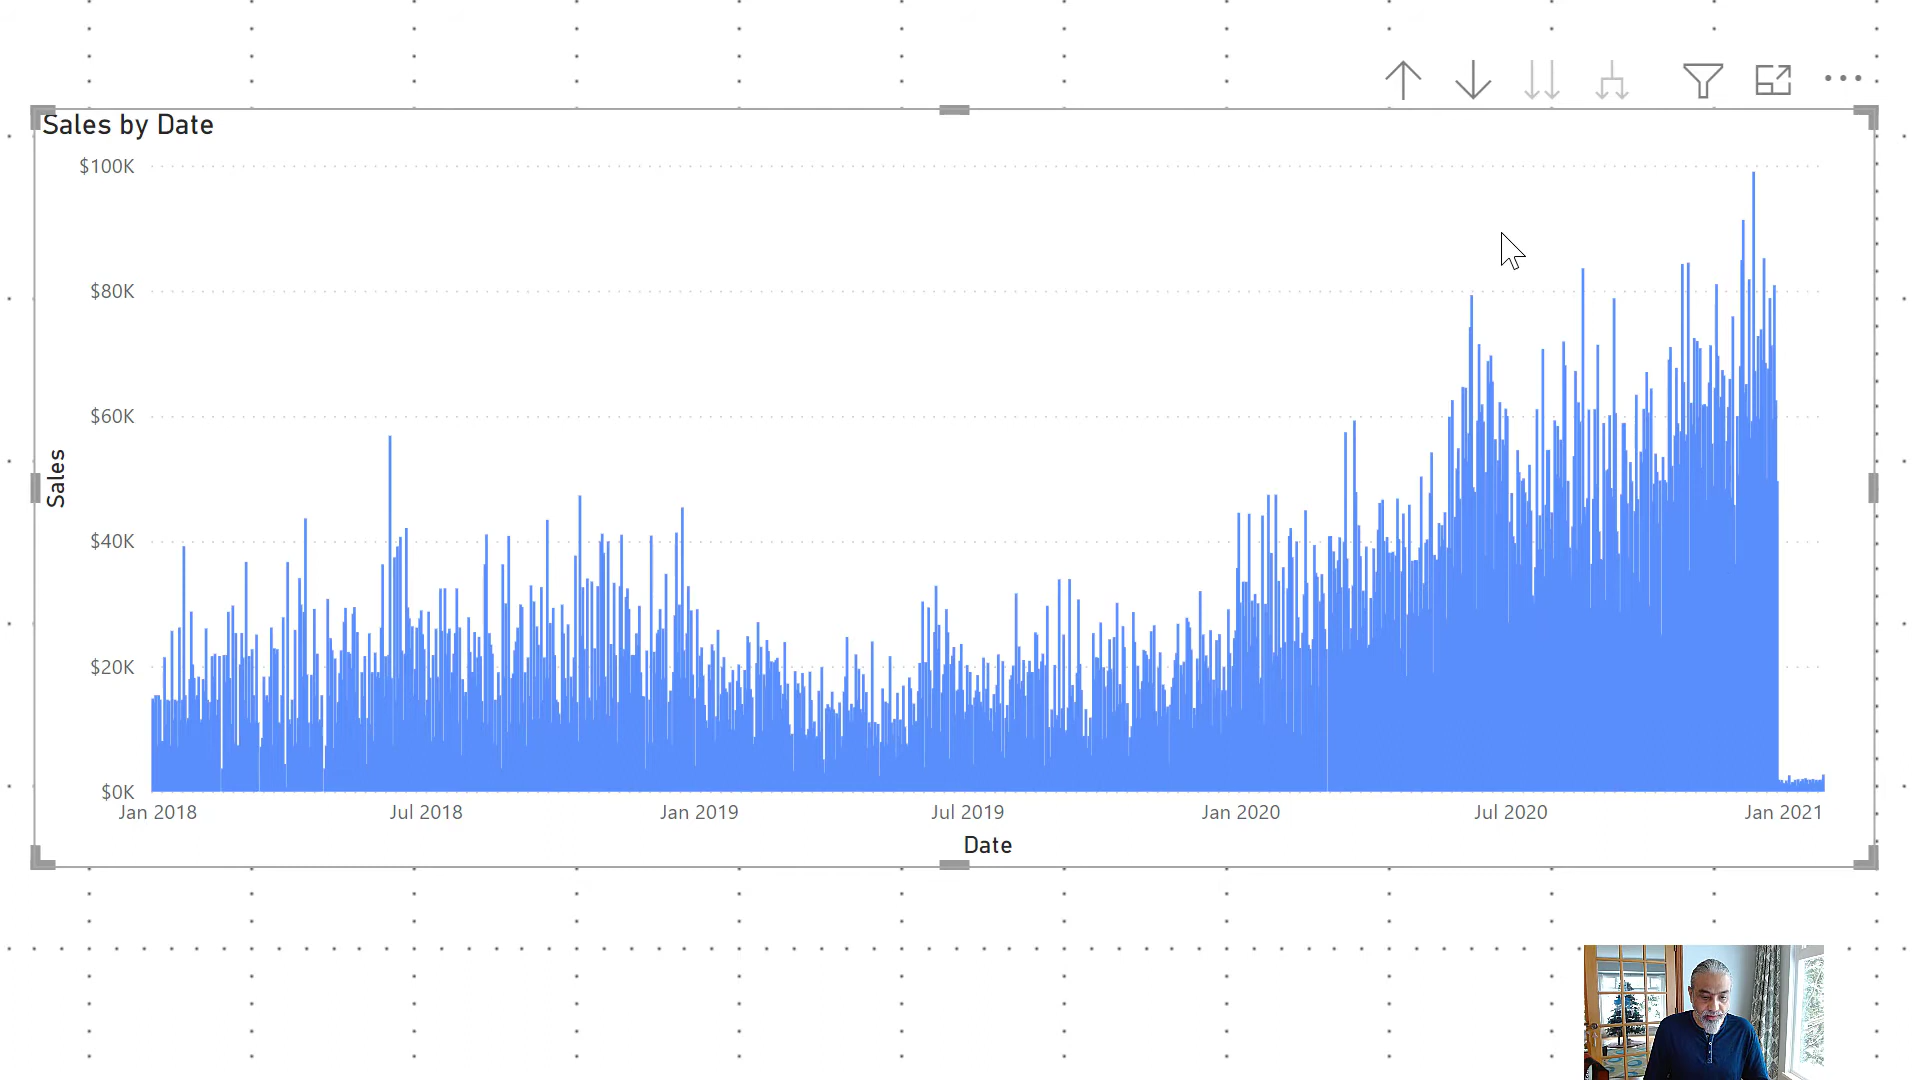 Sales by Date
$100K
$80K
$60K
$40K
$20K
$0K
Sales
Jan 2018 Jul 2018 Jan 2019 Jul 2019 Jan 2020 Jul 2020 Jan 2021
Date